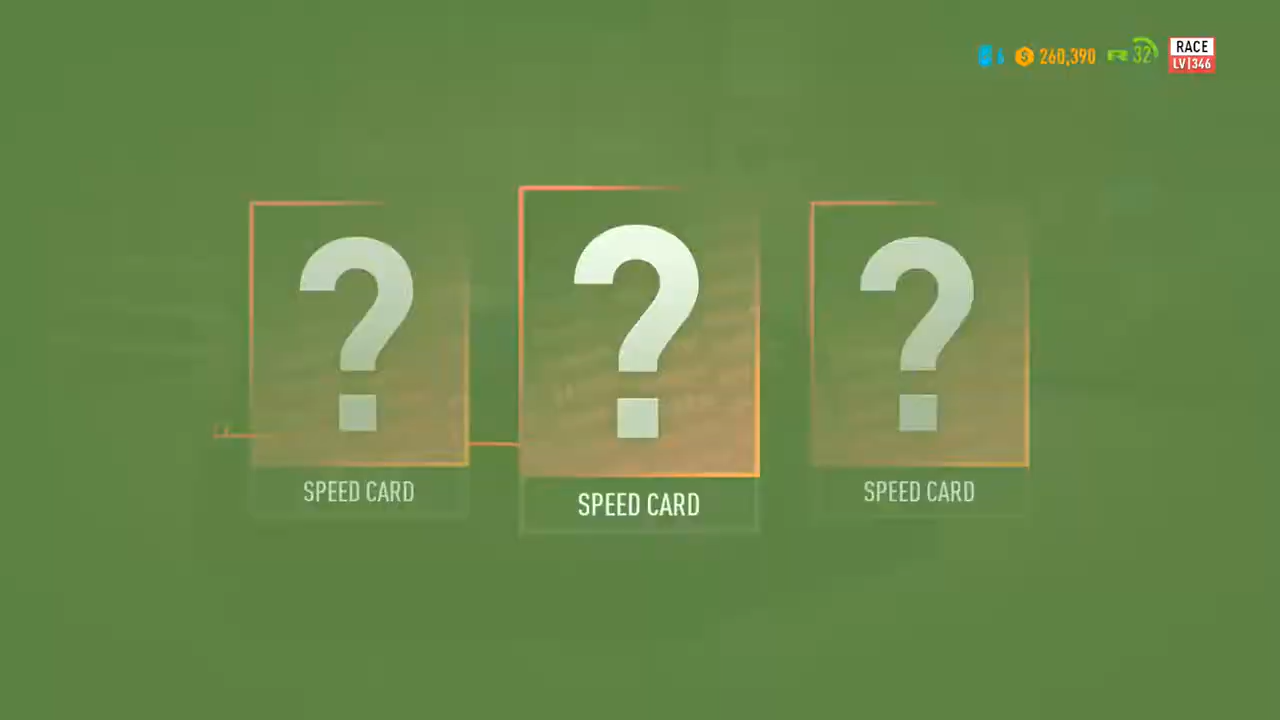 260,390
32
RACE
LV|346
?
?
?
SPEED CARD
SPEED CARD
SPEED CARD